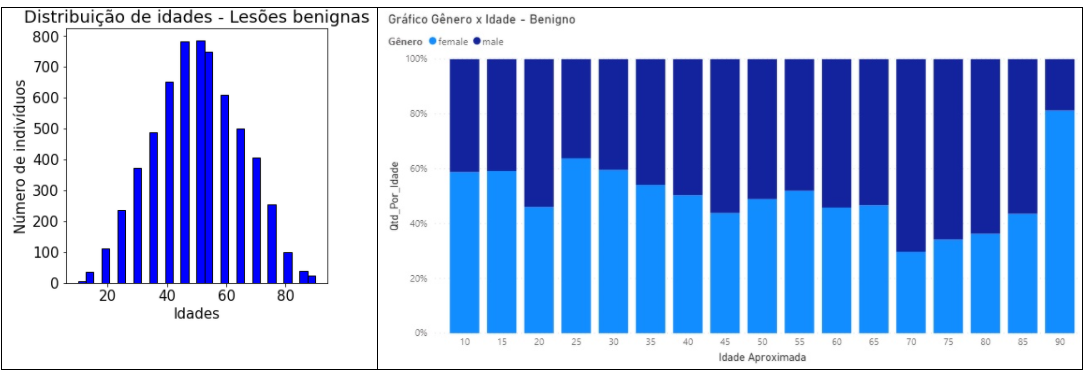 Distribuição de idades - Lesões benignas
800
700
600
500
400
300
200
100
0
Número de indivíduos
20 40 60 80
Idades
Gráfico Gênero x Idade - Benigno
Gênero female male
100%
80%
60%
40%
20%
0%
Qtd_Por_Idade
10 15 20 25 30 35 40 45 50 55 60 65 70 75 80 85 90
Idade Aproximada